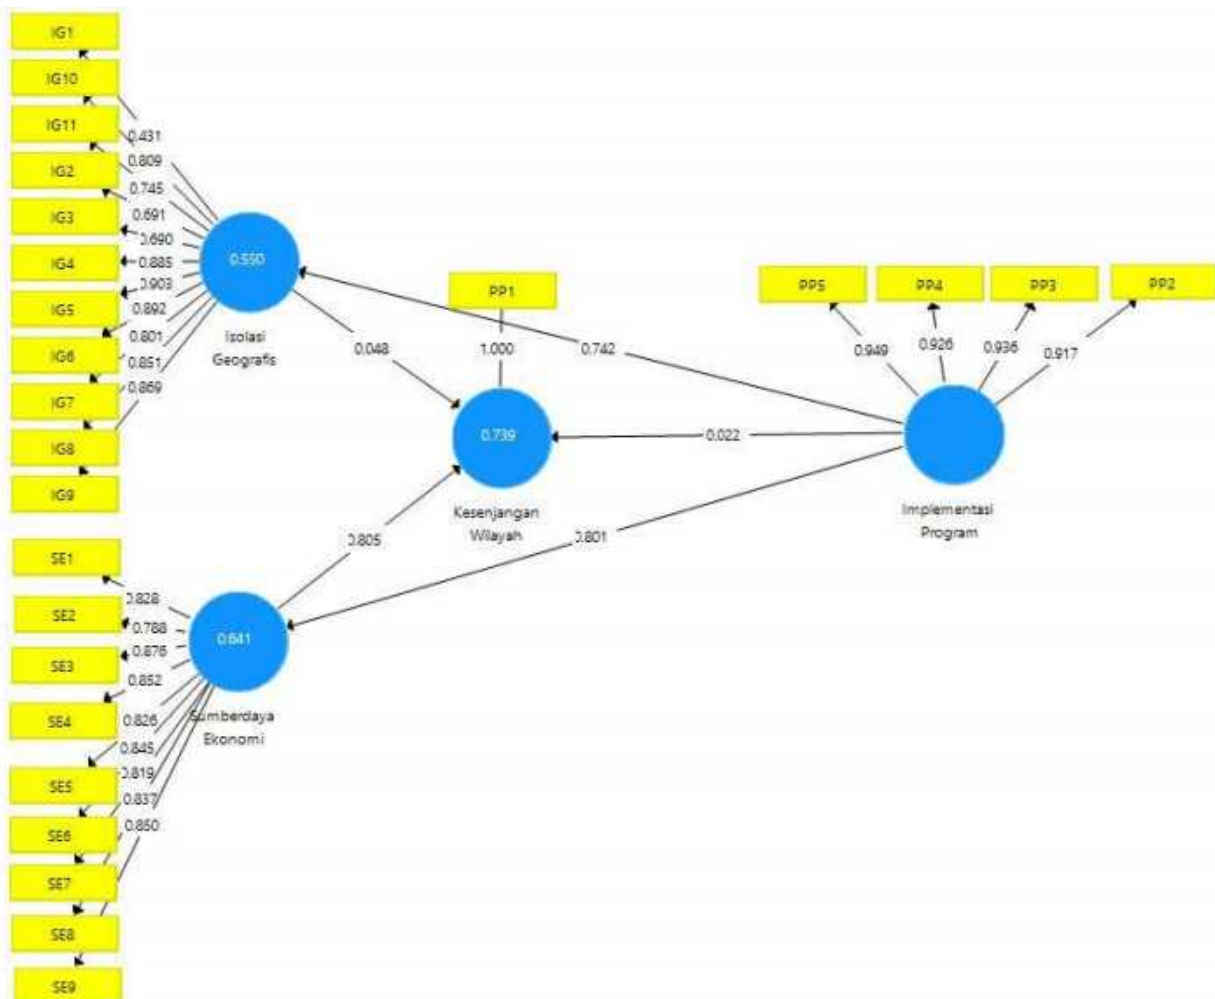 IG1
IG10
IG11
IG2
IG3
IG4
IG5
IG6
IG7
IG8
IG9
0.431
0.809
0.745
0.691
0.690
0.885
0.903
0.892
0.801
0.851
0.869
0.550
Isolasi
Geografis
PP1
1.000
0.048
0.742
PP5
PP4
PP3
PP2
0.949
0.926
0.936
0.917
0.739
Kesenjangan
Wilayah
0.022
Implementasi
Program
0.805
0.801
SE1
SE2
SE3
SE4
SE5
SE6
SE7
SE8
SE9
0.828
0.788
0.876
0.852
0.826
0.845
0.819
0.837
0.850
0.641
Sumberdaya
Ekonomi